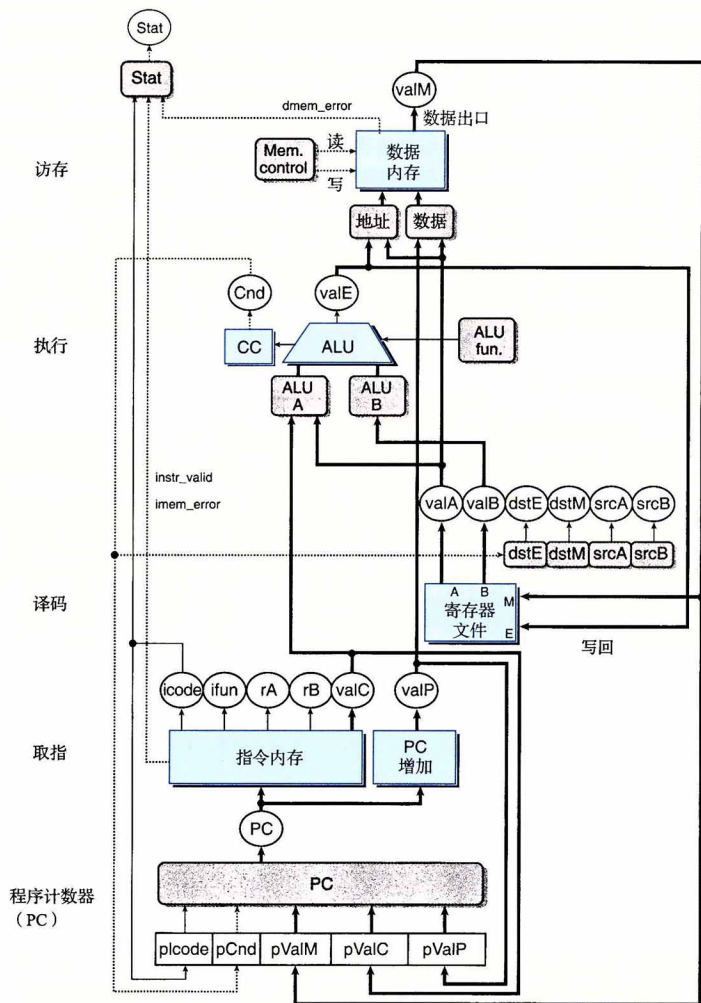 Stat
Stat
dmem_error
valM
数据出口
访存
Mem.
control
读
写
数据
内存
地址
数据
Cnd
valE
执行
CC
ALU
ALU
fun.
ALU
A
ALU
B
instr_valid
imem_error
valA
valB
dstE
dstM
srcA
srcB
dstE
dstM
srcA
srcB
译码
A
B
M
E
寄存器
文件
写回
icode
ifun
rA
rB
valC
valP
取指
指令内存
PC
增加
PC
程序计数器
（PC）
PC
pIcode
pCnd
pValM
pValC
pValP